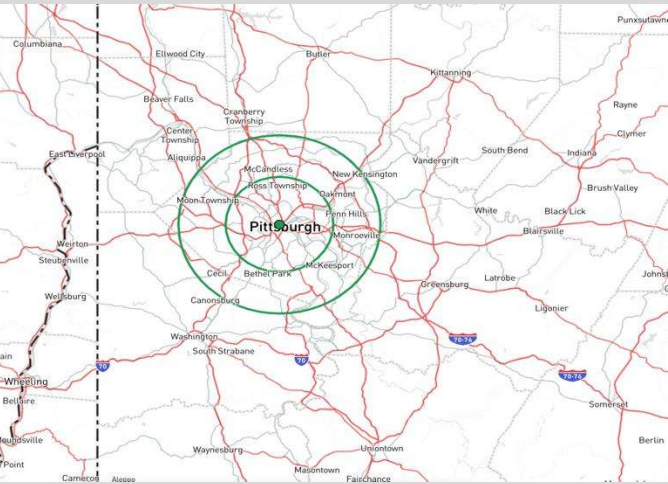 Punxsutawne
Columbiana
Ellwood City
Butler
Kittanning
Beaver Falls
Rayne
Cranberry
Township
Center
Township
Clymer
East Liverpool
Aliquippa
McCandless
New Kensington
Vandergrift
South Bend
Indiana
Ross Township
Oakmont
Brush Valley
Moon Township
Penn Hills
White
Black Lick
Pittsburgh
Monroeville
Blairsville
Weirton
Steubenville
Cecil
Bethel Park
McKeesport
Latrobe
Johnst
Greensburg
Wellsburg
Canonsburg
Ligonier
Washington
South Strabane
70-76
ain
70
70
70-76
Wheeling
Bellaire
Somerset
oundsville
Berlin
Waynesburg
Uniontown
Point
Masontown
Cameron
Aleppo
Fairchance